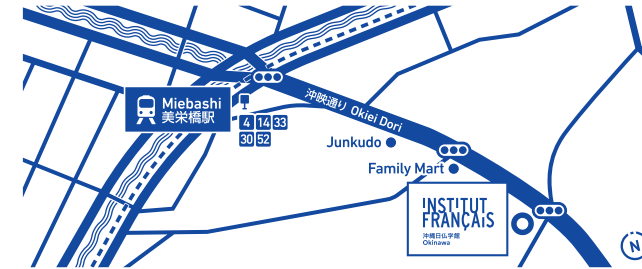 Miebashi
美栄橋駅
4 14 33
30 52
沖映通り Okiei Dori
Junkudo
Family Mart
INSTITUT
FRANÇAIS
沖縄日仏学館
Okinawa
N